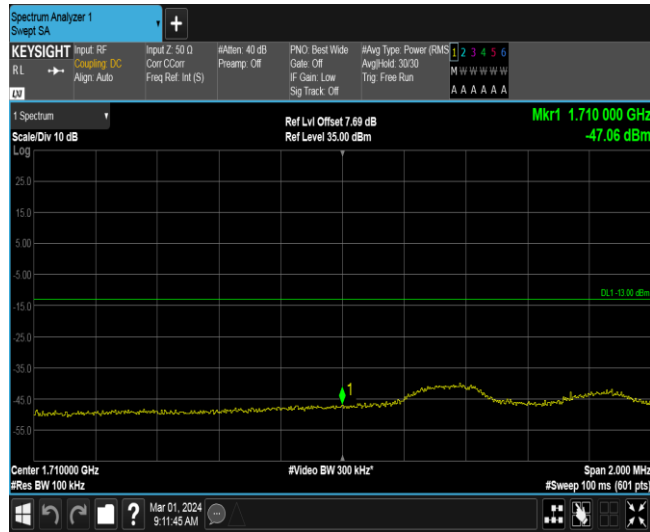 Spectrum Analyzer 1
Swept SA
KEYSIGHT
RL
LXI
Input: RF
Coupling: DC
Align: Auto
Input Z: 50 Ω
Corr CCorr
Freq Ref: Int (S)
#Atten: 40 dB
Preamp: Off
PNO: Best Wide
Gate: Off
IF Gain: Low
Sig Track: Off
#Avg Type: Power (RMS
Avg|Hold: 30/30
Trig: Free Run
1 2 3 4 5 6
M W W W W W
A A A A A A
1 Spectrum
Scale/Div 10 dB
Log
Ref Lvl Offset 7.69 dB
Ref Level 35.00 dBm
Mkr1 1.710 000 GHz
-47.06 dBm
25.0
15.0
5.00
-5.00
DL1 -13.00 dBm
-15.0
-25.0
-35.0
1
-45.0
-55.0
Center 1.710000 GHz
#Res BW 100 kHz
#Video BW 300 kHz*
Span 2.000 MHz
#Sweep 100 ms (601 pts)
?
Mar 01, 2024
9:11:45 AM